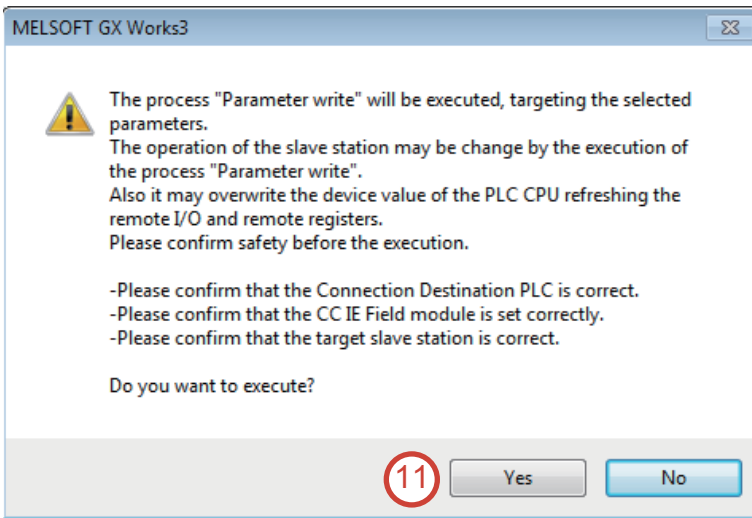 MELSOFT GX Works3
The process "Parameter write" will be executed, targeting the selected
parameters.
The operation of the slave station may be change by the execution of
the process "Parameter write".
Also it may overwrite the device value of the PLC CPU refreshing the
remote I/O and remote registers.
Please confirm safety before the execution.
-Please confirm that the Connection Destination PLC is correct.
-Please confirm that the CC IE Field module is set correctly.
-Please confirm that the target slave station is correct.
Do you want to execute?
11 Yes No